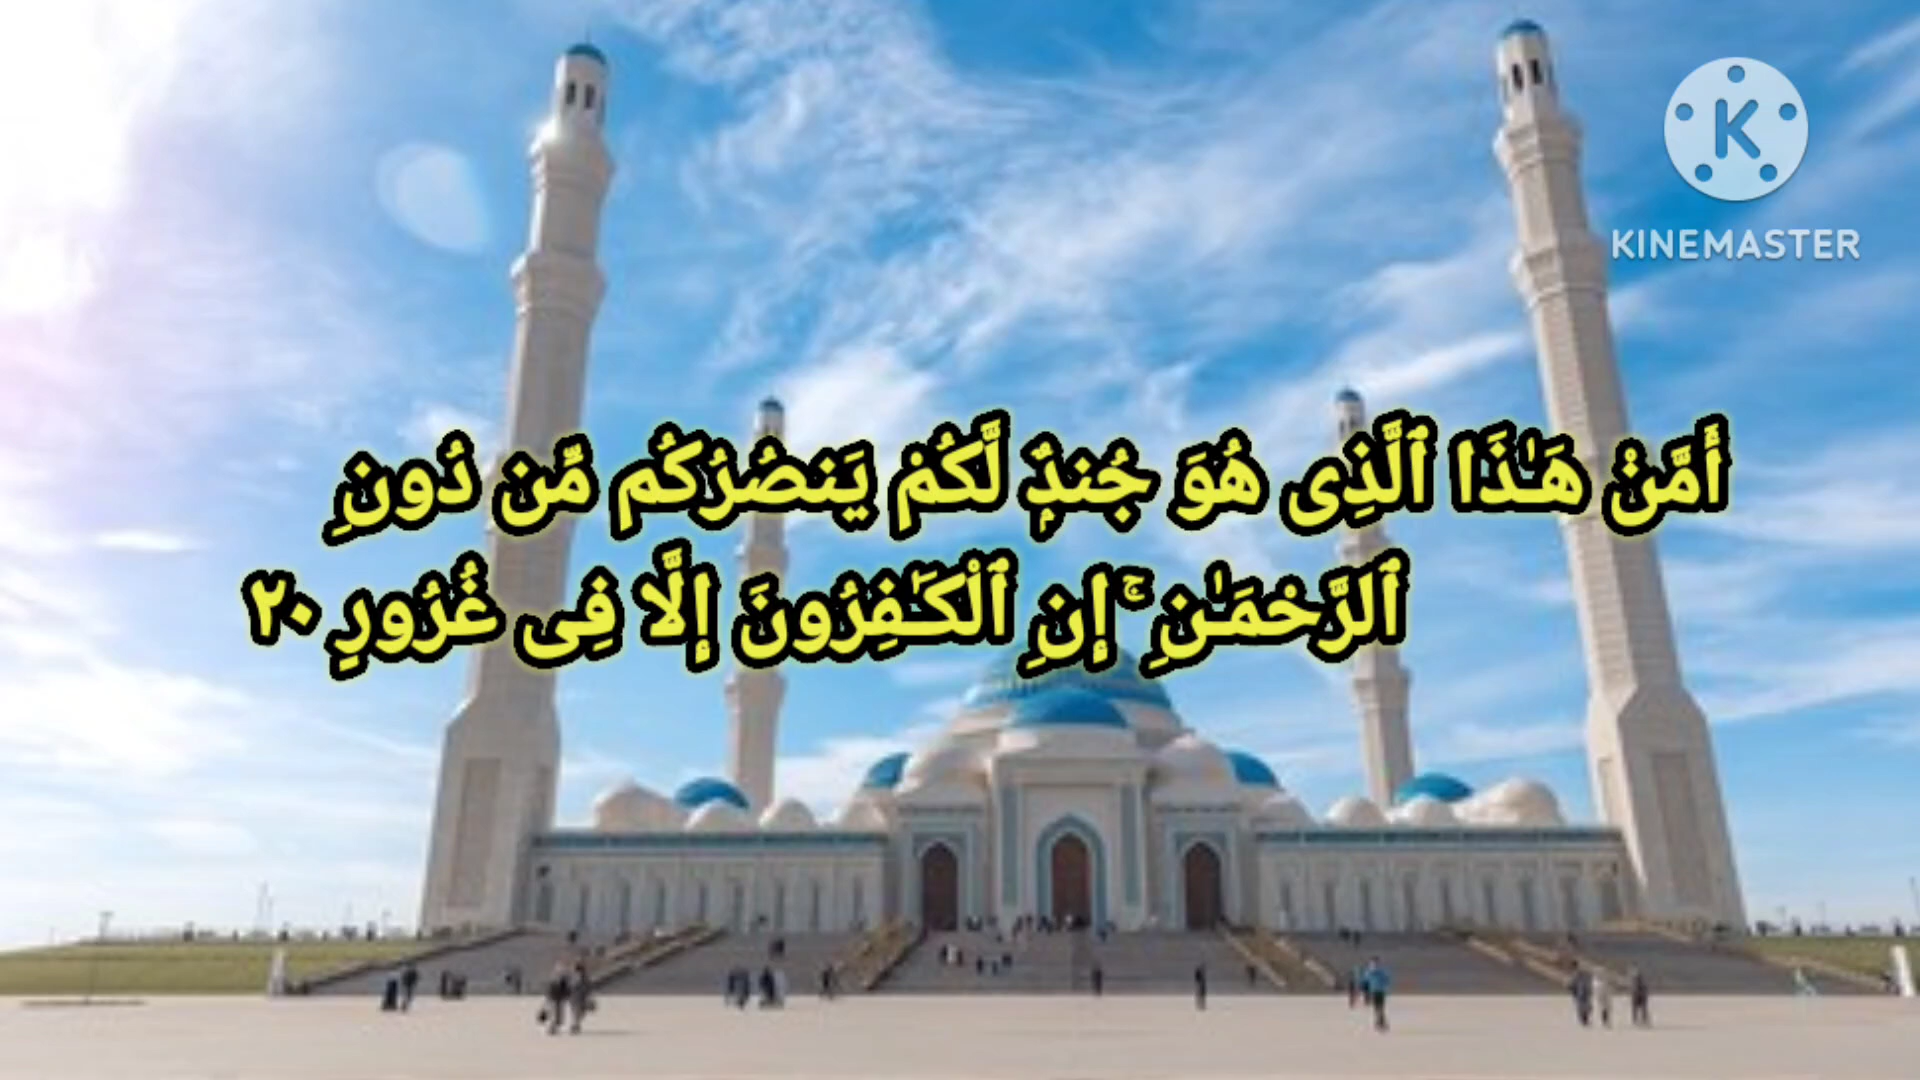 KINEMASTER
أَمَّنْ هَـٰذَا ٱلَّذِى هُوَ جُندٌۭ لَّكُمْ يَنصُرُكُم مِّن دُونِ
ٱلرَّحْمَـٰنِ ۚ إِنِ ٱلْكَـٰفِرُونَ إِلَّا فِى غُرُورٍ ٢٠